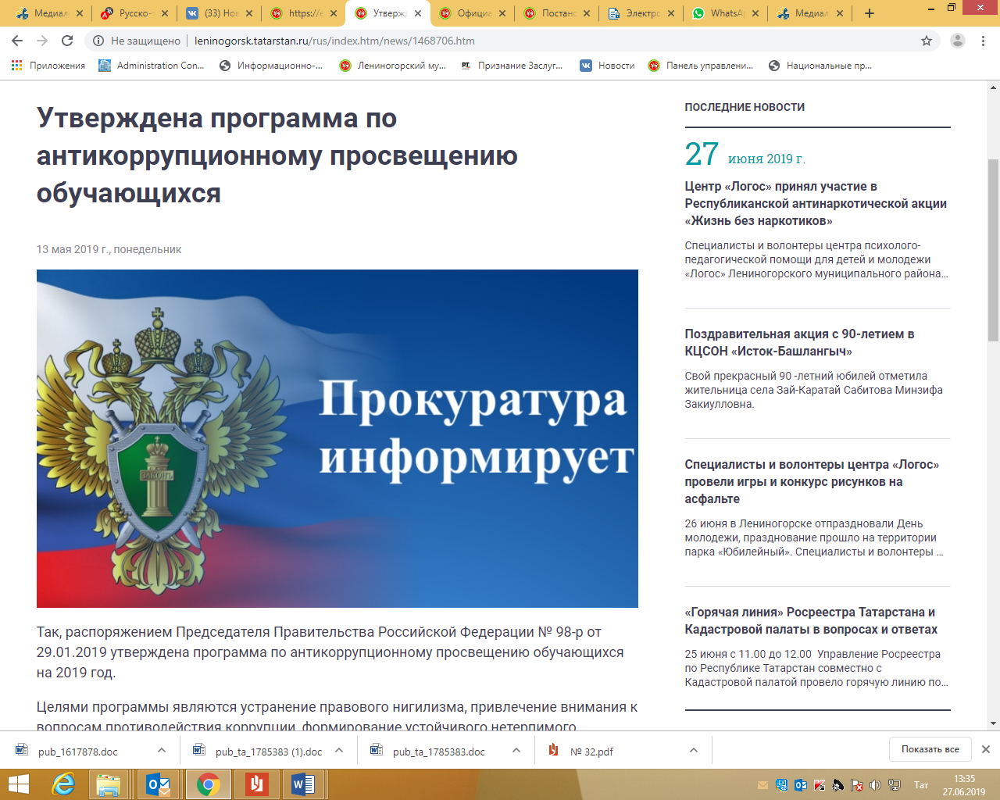 Медиал
Русско-
(33) Нов
https://e
Утверж
Официа
Постан
Электро
WhatsAp
Медиал
Не защищено
leninogorsk.tatarstan.ru/rus/index.htm/news/1468706.htm
Приложения
Administration Con...
Информационно-...
Лениногорский му...
Признание Заслуг...
Новости
Панель управлени...
Национальные пр...
Утверждена программа по
антикоррупционному просвещению
обучающихся
13 мая 2019 г., понедельник
ЗАКОНЪ
Прокуратура
информирует
Так, распоряжением Председателя Правительства Российской Федерации № 98-р от
29.01.2019 утверждена программа по антикоррупционному просвещению обучающихся
на 2019 год.
Целями программы являются устранение правового нигилизма, привлечение внимания к
вопросам противодействия коррупции, формирование устойчивого нетерпимого
ПОСЛЕДНИЕ НОВОСТИ
27 июня 2019 г.
Центр «Логос» принял участие в
Республиканской антинаркотической акции
«Жизнь без наркотиков»
Специалисты и волонтеры центра психолого-
педагогической помощи для детей и молодежи
«Логос» Лениногорского муниципального района...
Поздравительная акция с 90-летием в
КЦСОН «Исток-Башлангыч»
Свой прекрасный 90 -летний юбилей отметила
жительница села Зай-Каратай Сабитова Минзифа
Закиулловна.
Специалисты и волонтеры центра «Логос»
провели игры и конкурс рисунков на
асфальте
26 июня в Лениногорске отпраздновали День
молодежи, празднование прошло на территории
парка «Юбилейный». Специалисты и волонтеры ...
«Горячая линия» Росреестра Татарстана и
Кадастровой палаты в вопросах и ответах
25 июня с 11.00 до 12.00 Управление Росреестра
по Республике Татарстан совместно с
Кадастровой палатой провело горячую линию по...
pub_1617878.doc
pub_ta_1785383 (1).doc
pub_ta_1785383.doc
№ 32.pdf
Показать все
Тат
13:35
27.06.2019